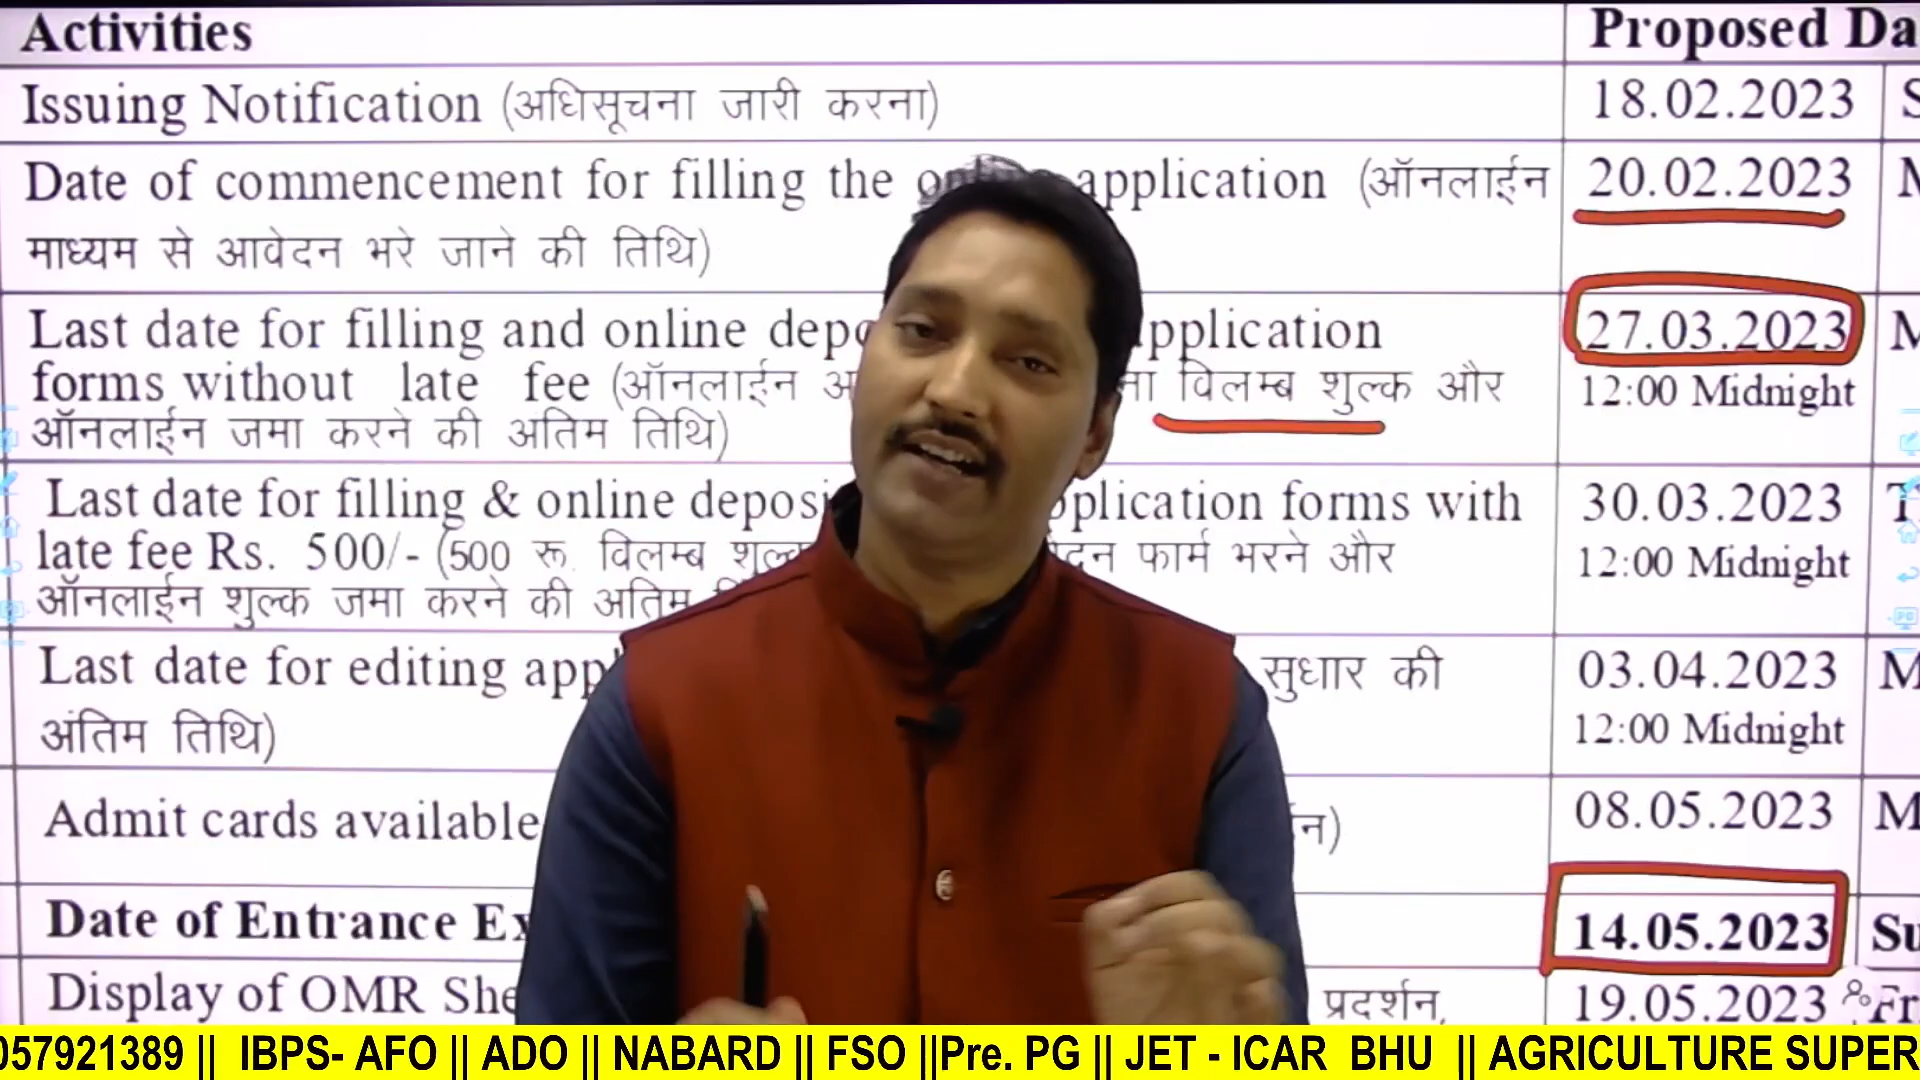 Activities
Proposed Da
Issuing Notification (अधिसूचना जारी करना)
18.02.2023
Date of commencement for filling the application (ऑनलाईन
माध्यम से आवेदन भरे जाने की तिथि)
20.02.2023
Last date for filling and online application
forms without late fee (ऑनलाईन विलम्ब शुल्क और
ऑनलाईन जमा करने की अंतिम तिथि)
27.03.2023
12:00 Midnight
Last date for filling & online application forms with
late fee Rs. 500/- (500 रू. विलम्ब फार्म भरने और
ऑनलाईन शुल्क जमा करने की अंतिम
30.03.2023
12:00 Midnight
Last date for editing सुधार की
अंतिम तिथि)
03.04.2023
12:00 Midnight
Admit cards available
08.05.2023
Date of Entrance
14.05.2023 Su
Display of OMR प्रदर्शन,
19.05.2023 Fr
057921389 || IBPS- AFO || ADO || NABARD || FSO ||Pre. PG || JET - ICAR BHU || AGRICULTURE SUPER